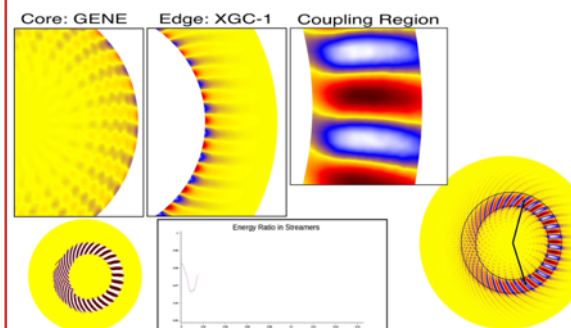 Core: GENE
Edge: XGC-1
Coupling Region
Energy Ratio in Streamers